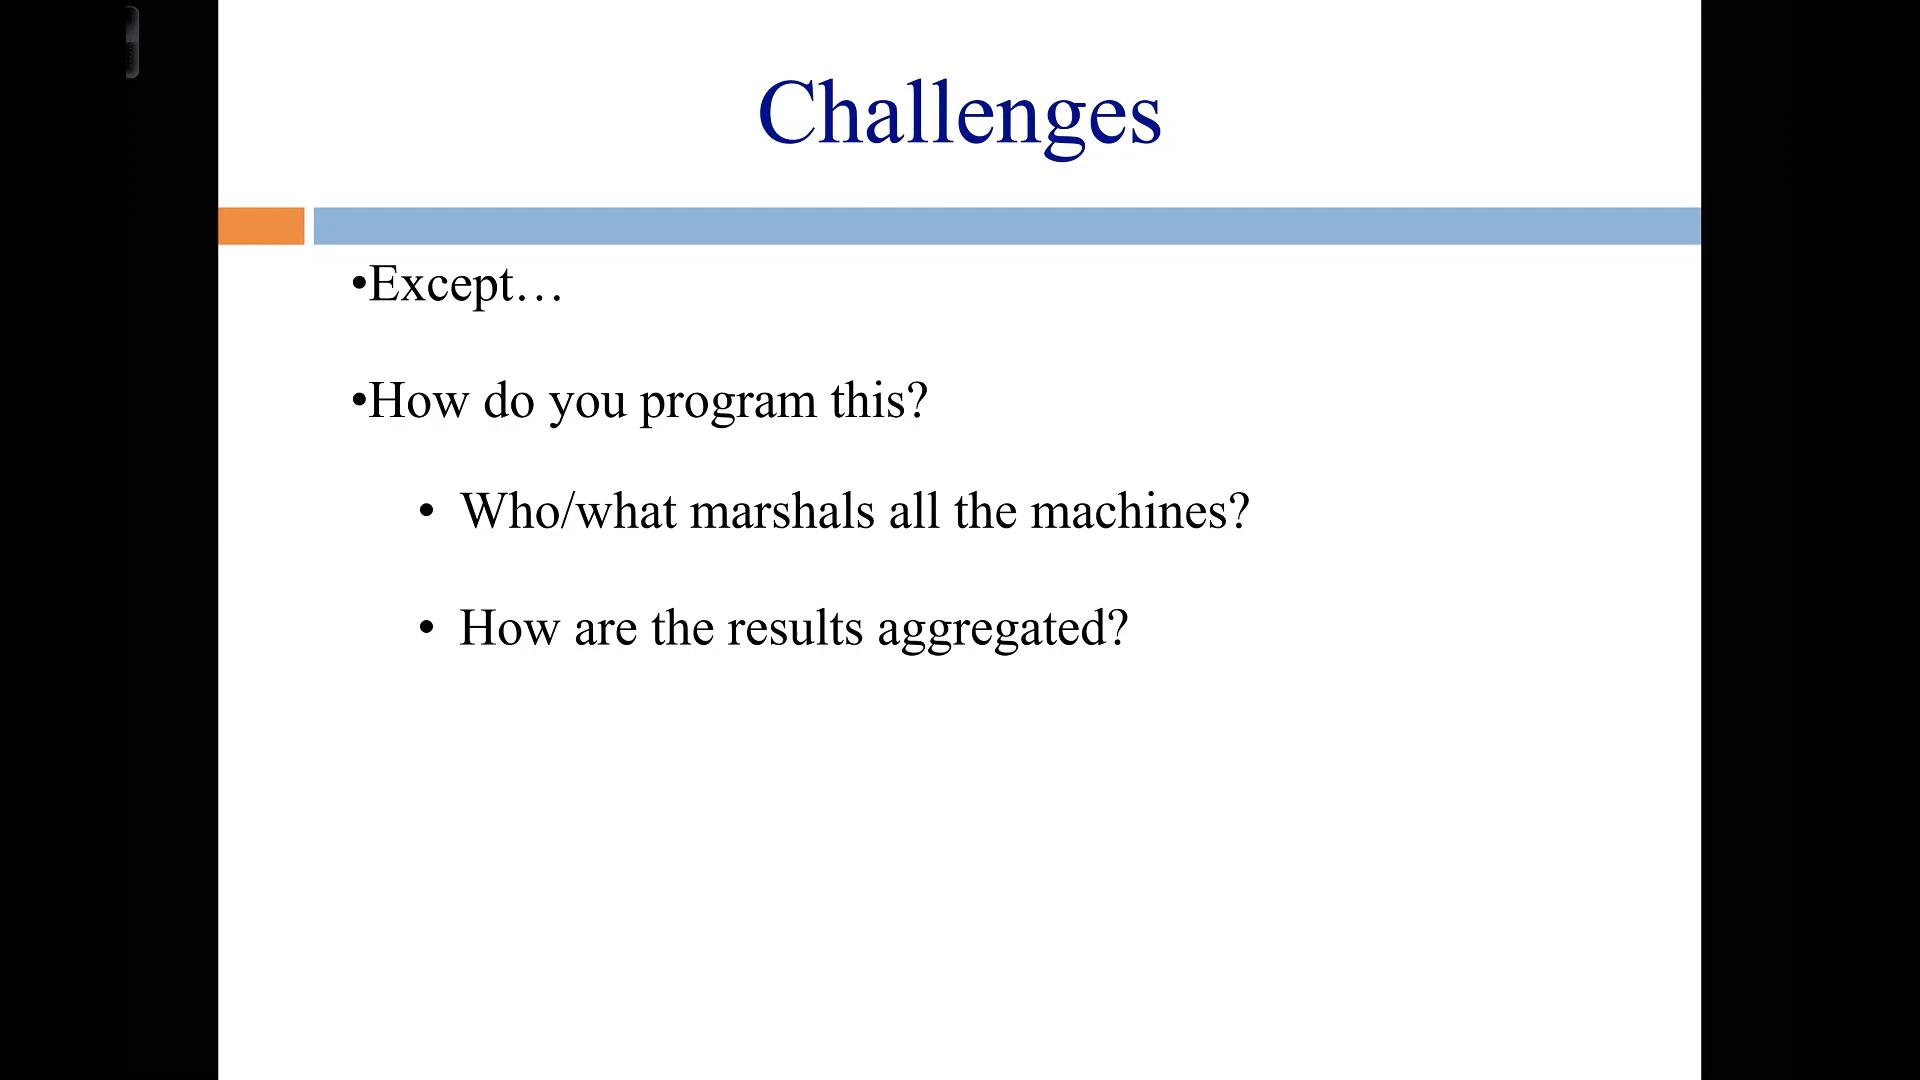 Challenges
•Except…
•How do you program this?
• Who/what marshals all the machines?
• How are the results aggregated?